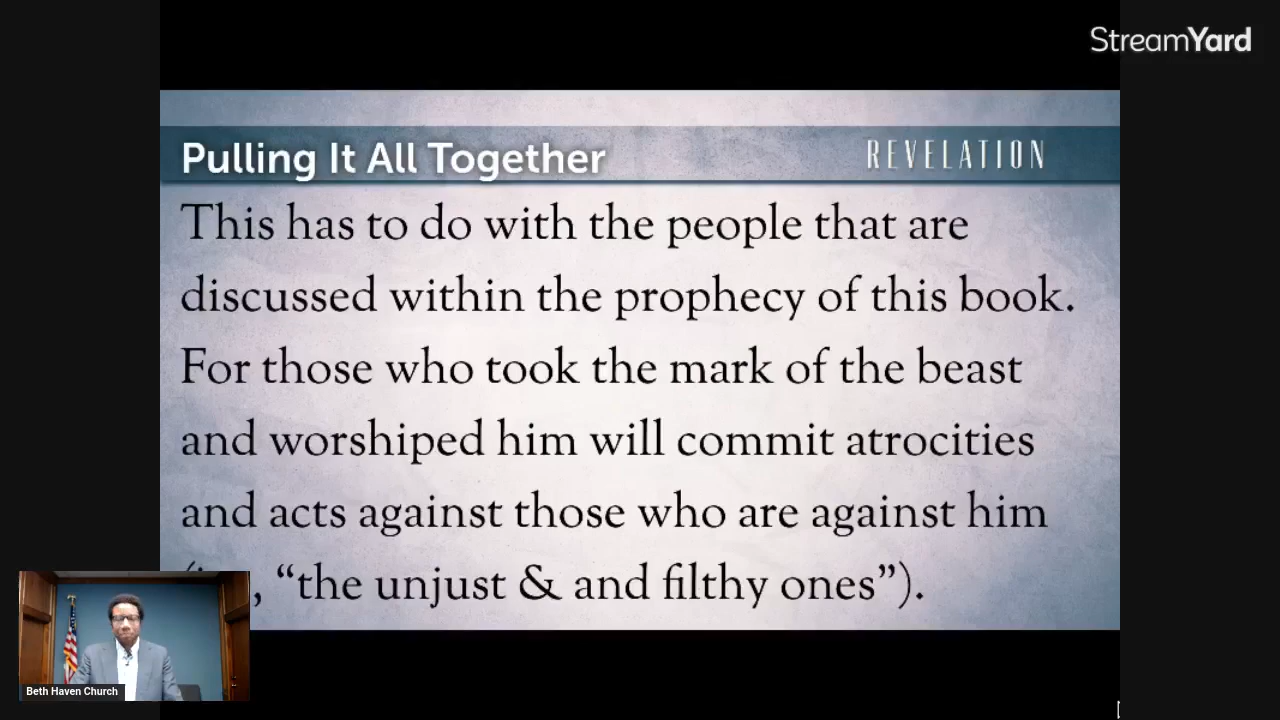 StreamYard
Pulling It All Together
REVELATION
This has to do with the people that are
discussed within the prophecy of this book.
For those who took the mark of the beast
and worshiped him will commit atrocities
and acts against those who are against him
, “the unjust & and filthy ones”).
Beth Haven Church